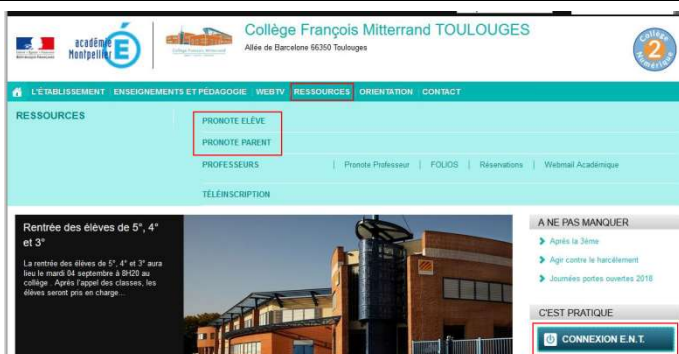 académie
Montpellier
Collège François Mitterrand TOULOUGES
Allée de Barcelone 66350 Toulouges
Collège
2
Numérique
L'ÉTABLISSEMENT ENSEIGNEMENTS ET PÉDAGOGIE WEBTV RESSOURCES ORIENTATION CONTACT
RESSOURCES
PRONOTE ELÈVE
PRONOTE PARENT
PROFESSEURS | Pronote Professeur | FOLIOS | Réservations | Webmail Académique
TÉLÉINSCRIPTION
Rentrée des élèves de 5°, 4°
et 3°
La rentrée des élèves de 5°, 4° et 3° aura
lieu le mardi 04 septembre à 8H20 au
collège . Après l'appel des classes, les
élèves seront pris en charge...
A NE PAS MANQUER
Après la 3ème
Agir contre le harcèlement
Journées portes ouvertes 2018
C'EST PRATIQUE
CONNEXION E.N.T.